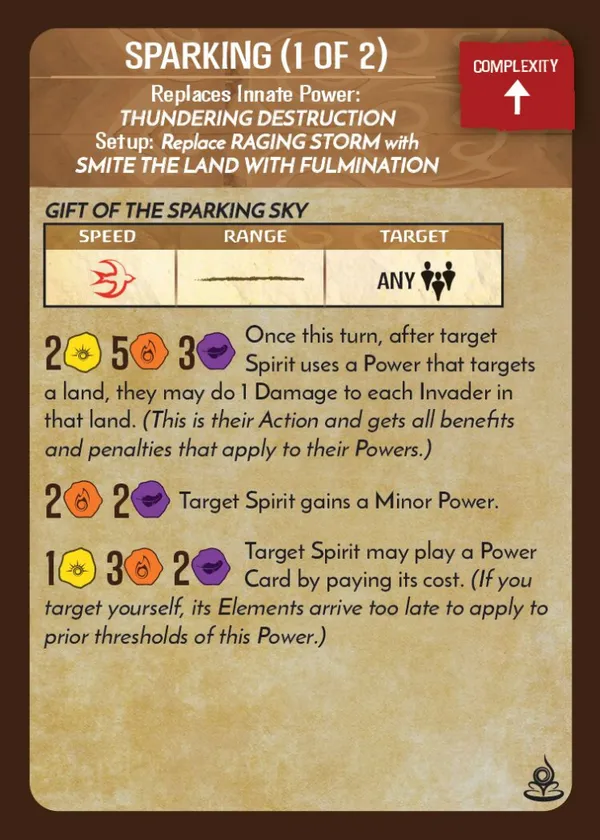 SPARKING (1 OF 2)
COMPLEXITY
Replaces Innate Power:
THUNDERING DESTRUCTION
Setup: Replace RAGING STORM with
SMITE THE LAND WITH FULMINATION
GIFT OF THE SPARKING SKY
SPEED RANGE TARGET
ANY
2 5 3 Once this turn, after target
Spirit uses a Power that targets
a land, they may do 1 Damage to each Invader in
that land. (This is their Action and gets all benefits
and penalties that apply to their Powers.)
2 2 Target Spirit gains a Minor Power.
1 3 2 Target Spirit may play a Power
Card by paying its cost. (If you
target yourself, its Elements arrive too late to apply to
prior thresholds of this Power.)